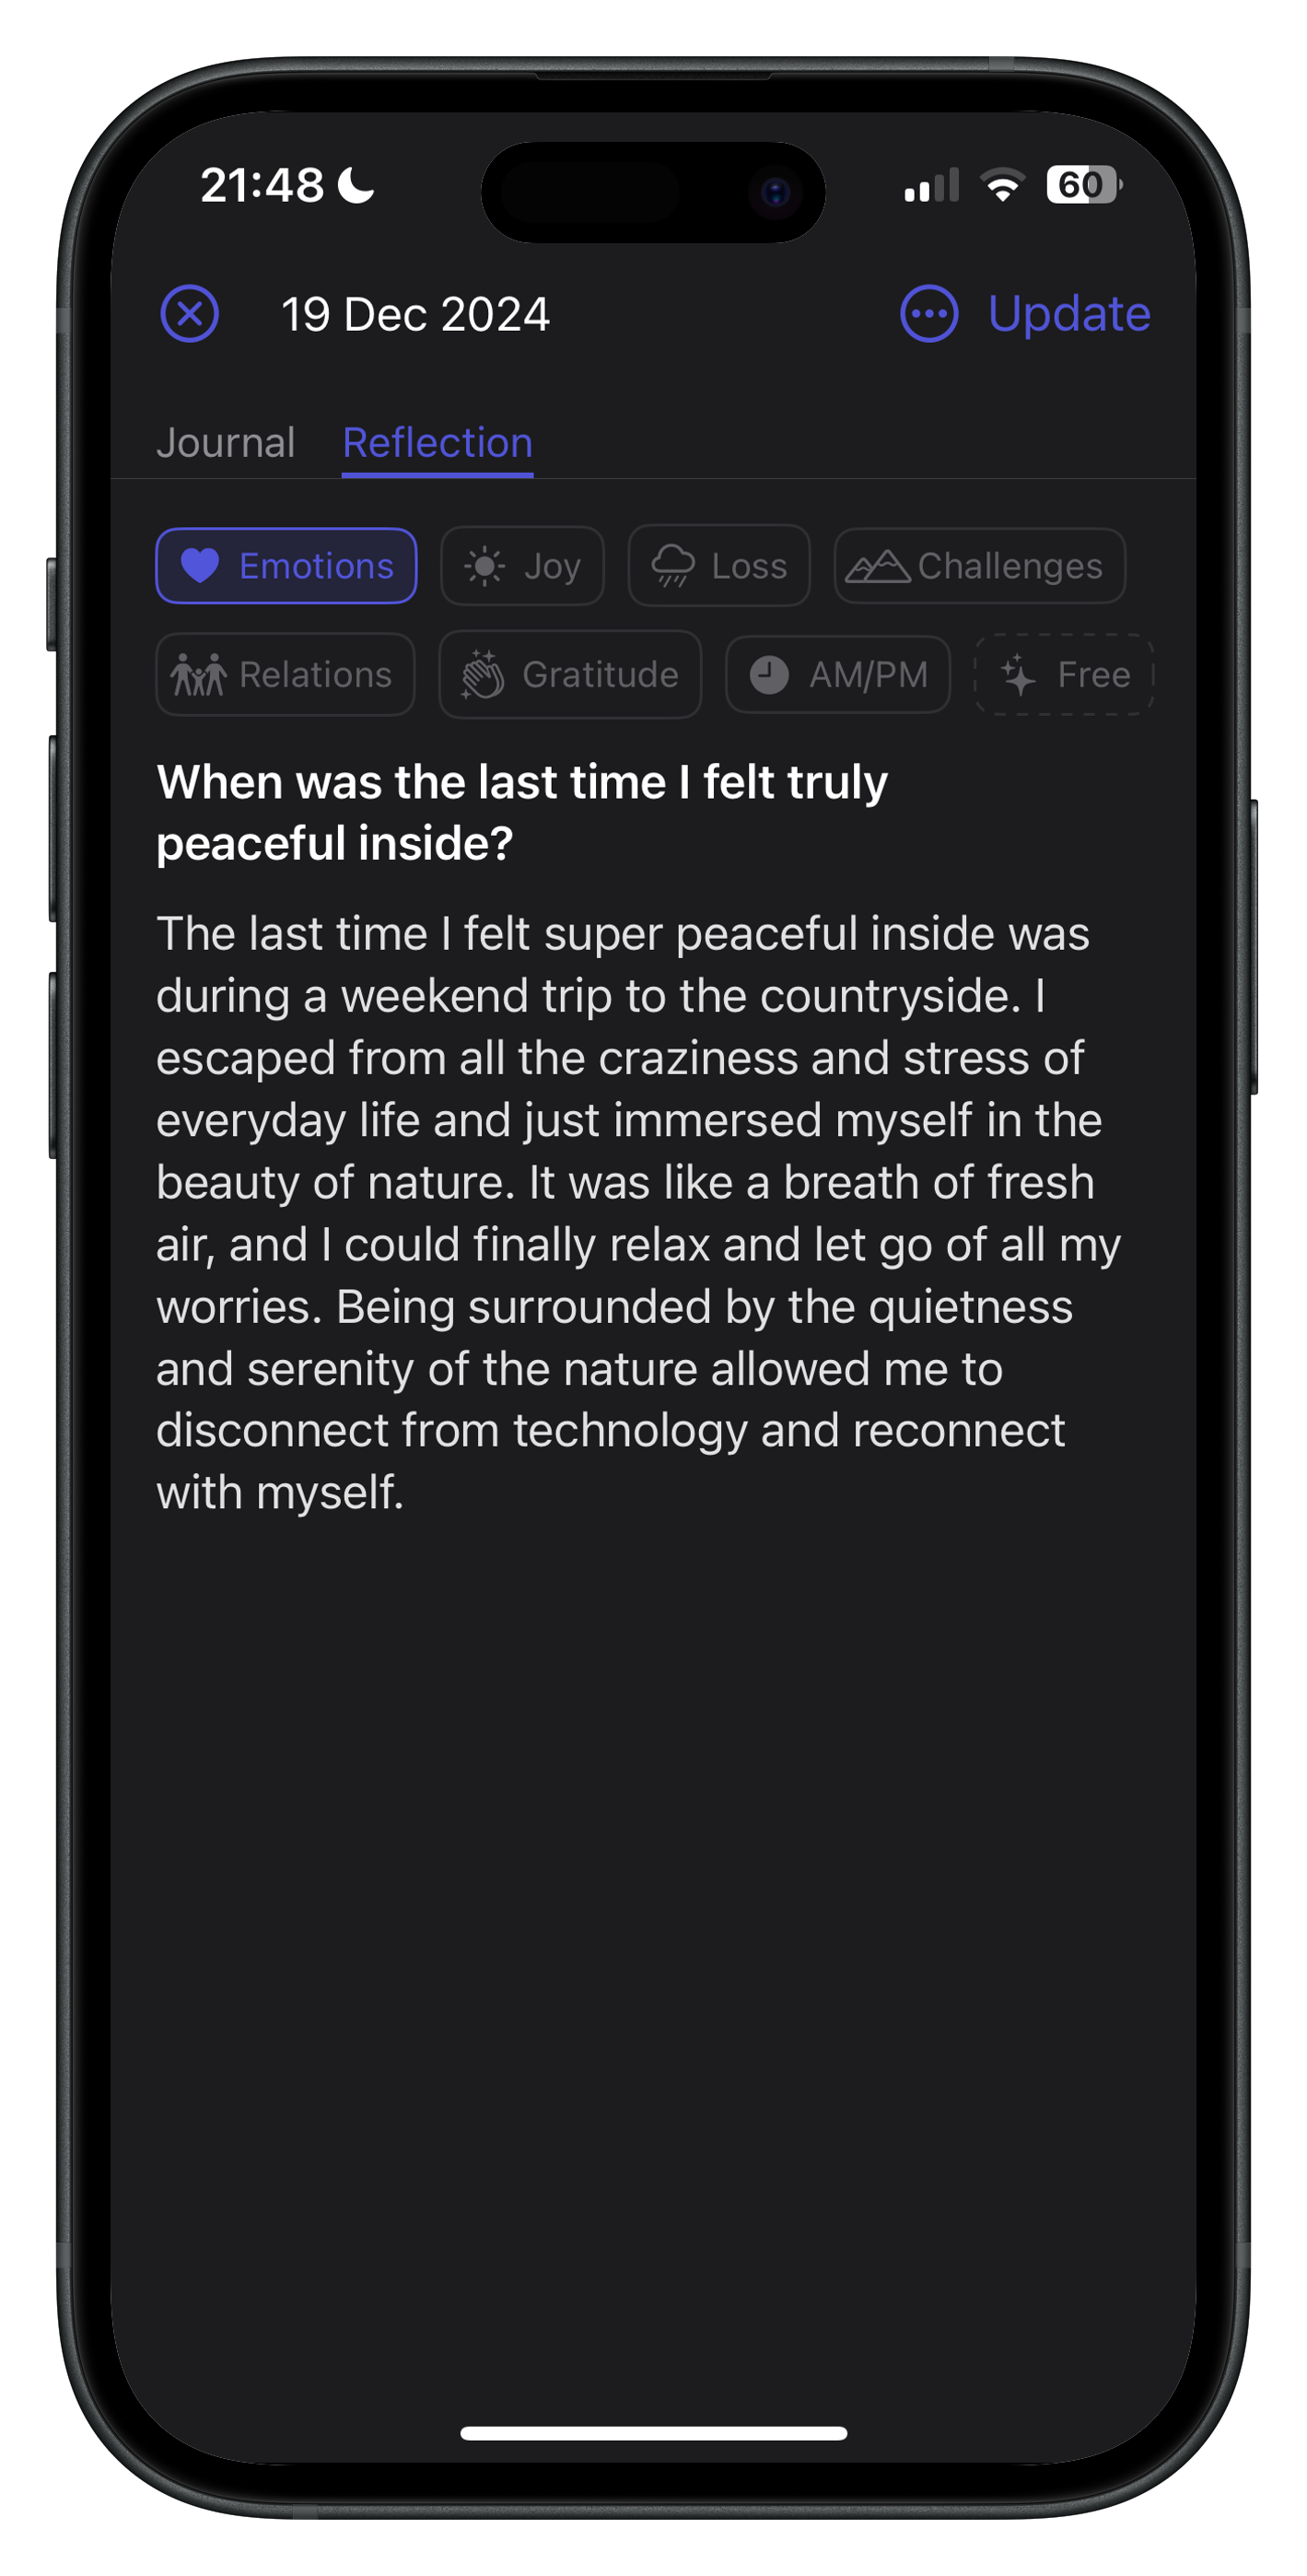 21:48 60
19 Dec 2024 Update
Journal Reflection
Emotions Joy Loss Challenges
Relations Gratitude AM/PM Free
When was the last time I felt truly
peaceful inside?
The last time I felt super peaceful inside was
during a weekend trip to the countryside. I
escaped from all the craziness and stress of
everyday life and just immersed myself in the
beauty of nature. It was like a breath of fresh
air, and I could finally relax and let go of all my
worries. Being surrounded by the quietness
and serenity of the nature allowed me to
disconnect from technology and reconnect
with myself.